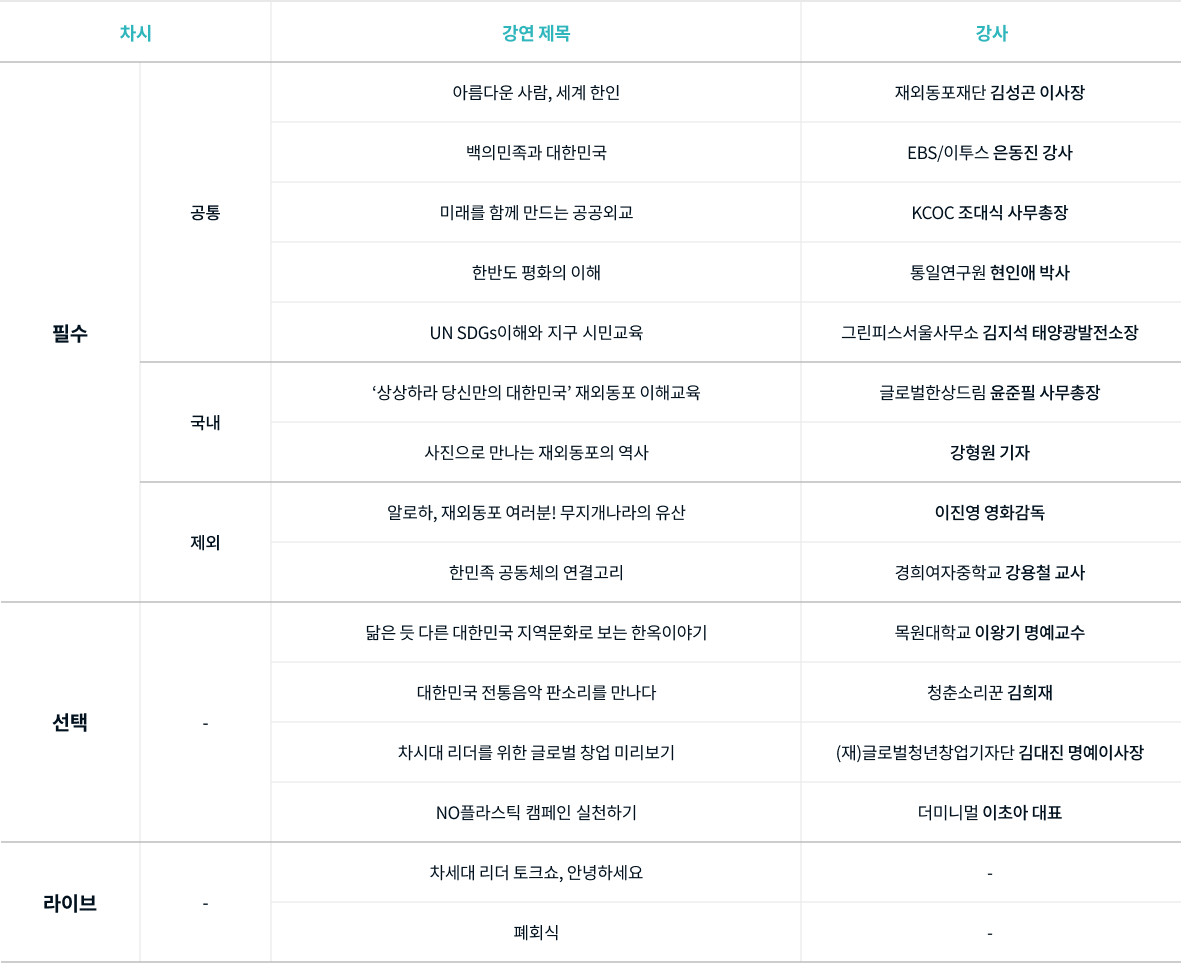 차시 강연 제목 강사
필수 공통 아름다운 사람, 세계 한인 재외동포재단 김성곤 이사장
백의민족과 대한민국 EBS/이투스 은동진 강사
미래를 함께 만드는 공공외교 KCOC 조대식 사무총장
한반도 평화의 이해 통일연구원 현인애 박사
UN SDGs이해와 지구 시민교육 그린피스서울사무소 김지석 태양광발전소장
국내 ‘상상하라 당신만의 대한민국’ 재외동포 이해교육 글로벌한상드림 윤준필 사무총장
사진으로 만나는 재외동포의 역사 강형원 기자
제외 알로하, 재외동포 여러분! 무지개나라의 유산 이진영 영화감독
한민족 공동체의 연결고리 경희여자중학교 강용철 교사
선택 - 닮은 듯 다른 대한민국 지역문화로 보는 한옥이야기 목원대학교 이왕기 명예교수
대한민국 전통음악 판소리를 만나다 청춘소리꾼 김희재
차시대 리더를 위한 글로벌 창업 미리보기 (재)글로벌청년창업기자단 김대진 명예이사장
NO플라스틱 캠페인 실천하기 더미니멀 이초아 대표
라이브 - 차세대 리더 토크쇼, 안녕하세요 -
폐회식 -